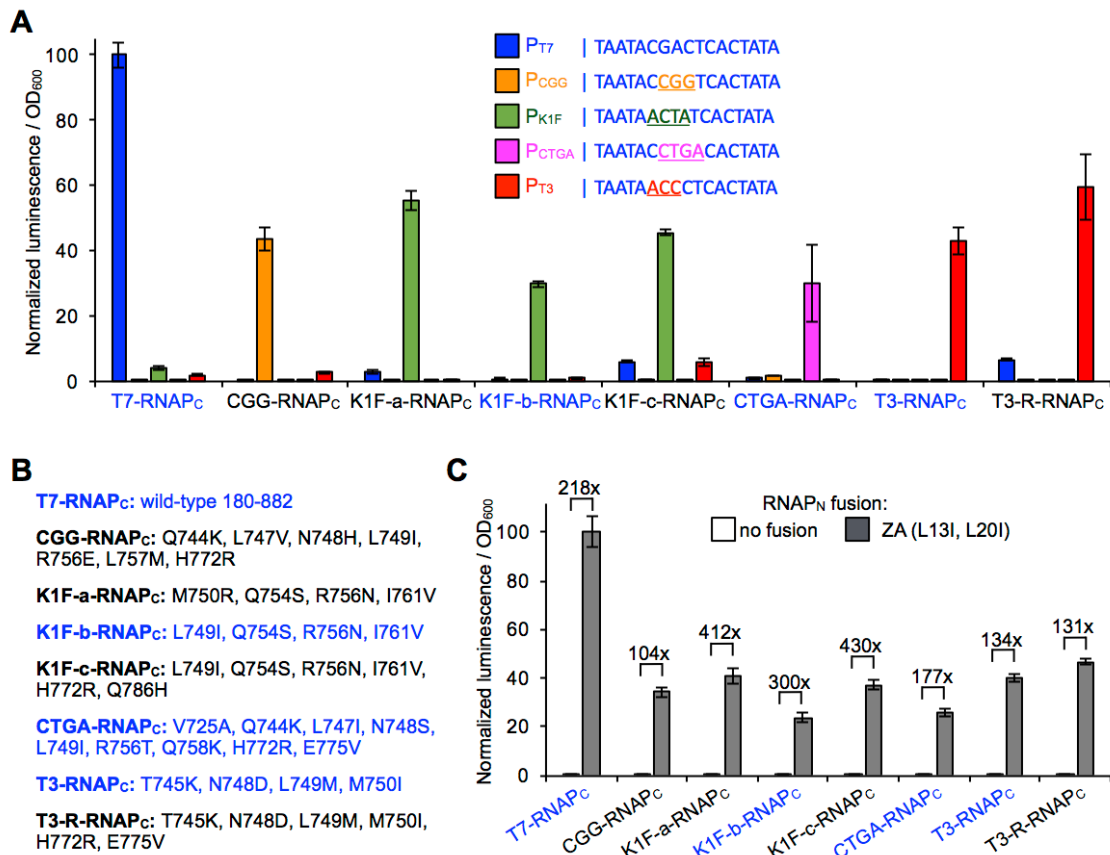 A
Normalized luminescence / OD600
100
80
60
40
20
0
PT7 | TAATACGACTCACTATA
PCGG | TAATACCGGTCACTATA
PK1F | TAATAACTATCACTATA
PCTGA | TAATACCTGACACTATA
PT3 | TAATAACCCTCACTATA
T7-RNAPC CGG-RNAPC K1F-a-RNAPC K1F-b-RNAPC K1F-c-RNAPC CTGA-RNAPC T3-RNAPC T3-R-RNAPC
B
T7-RNAPC: wild-type 180-882
CGG-RNAPC: Q744K, L747V, N748H, L749I,
R756E, L757M, H772R
K1F-a-RNAPC: M750R, Q754S, R756N, I761V
K1F-b-RNAPC: L749I, Q754S, R756N, I761V
K1F-c-RNAPC: L749I, Q754S, R756N, I761V,
H772R, Q786H
CTGA-RNAPC: V725A, Q744K, L747I, N748S,
L749I, R756T, Q758K, H772R, E775V
T3-RNAPC: T745K, N748D, L749M, M750I
T3-R-RNAPC: T745K, N748D, L749M, M750I,
H772R, E775V
C
Normalized luminescence / OD600
100
80
60
40
20
0
RNAPN fusion:
no fusion ZA (L13I, L20I)
218x
104x
412x
300x
430x
177x
134x
131x
T7-RNAPC
CGG-RNAPC
K1F-a-RNAPC
K1F-b-RNAPC
K1F-c-RNAPC
CTGA-RNAPC
T3-RNAPC
T3-R-RNAPC